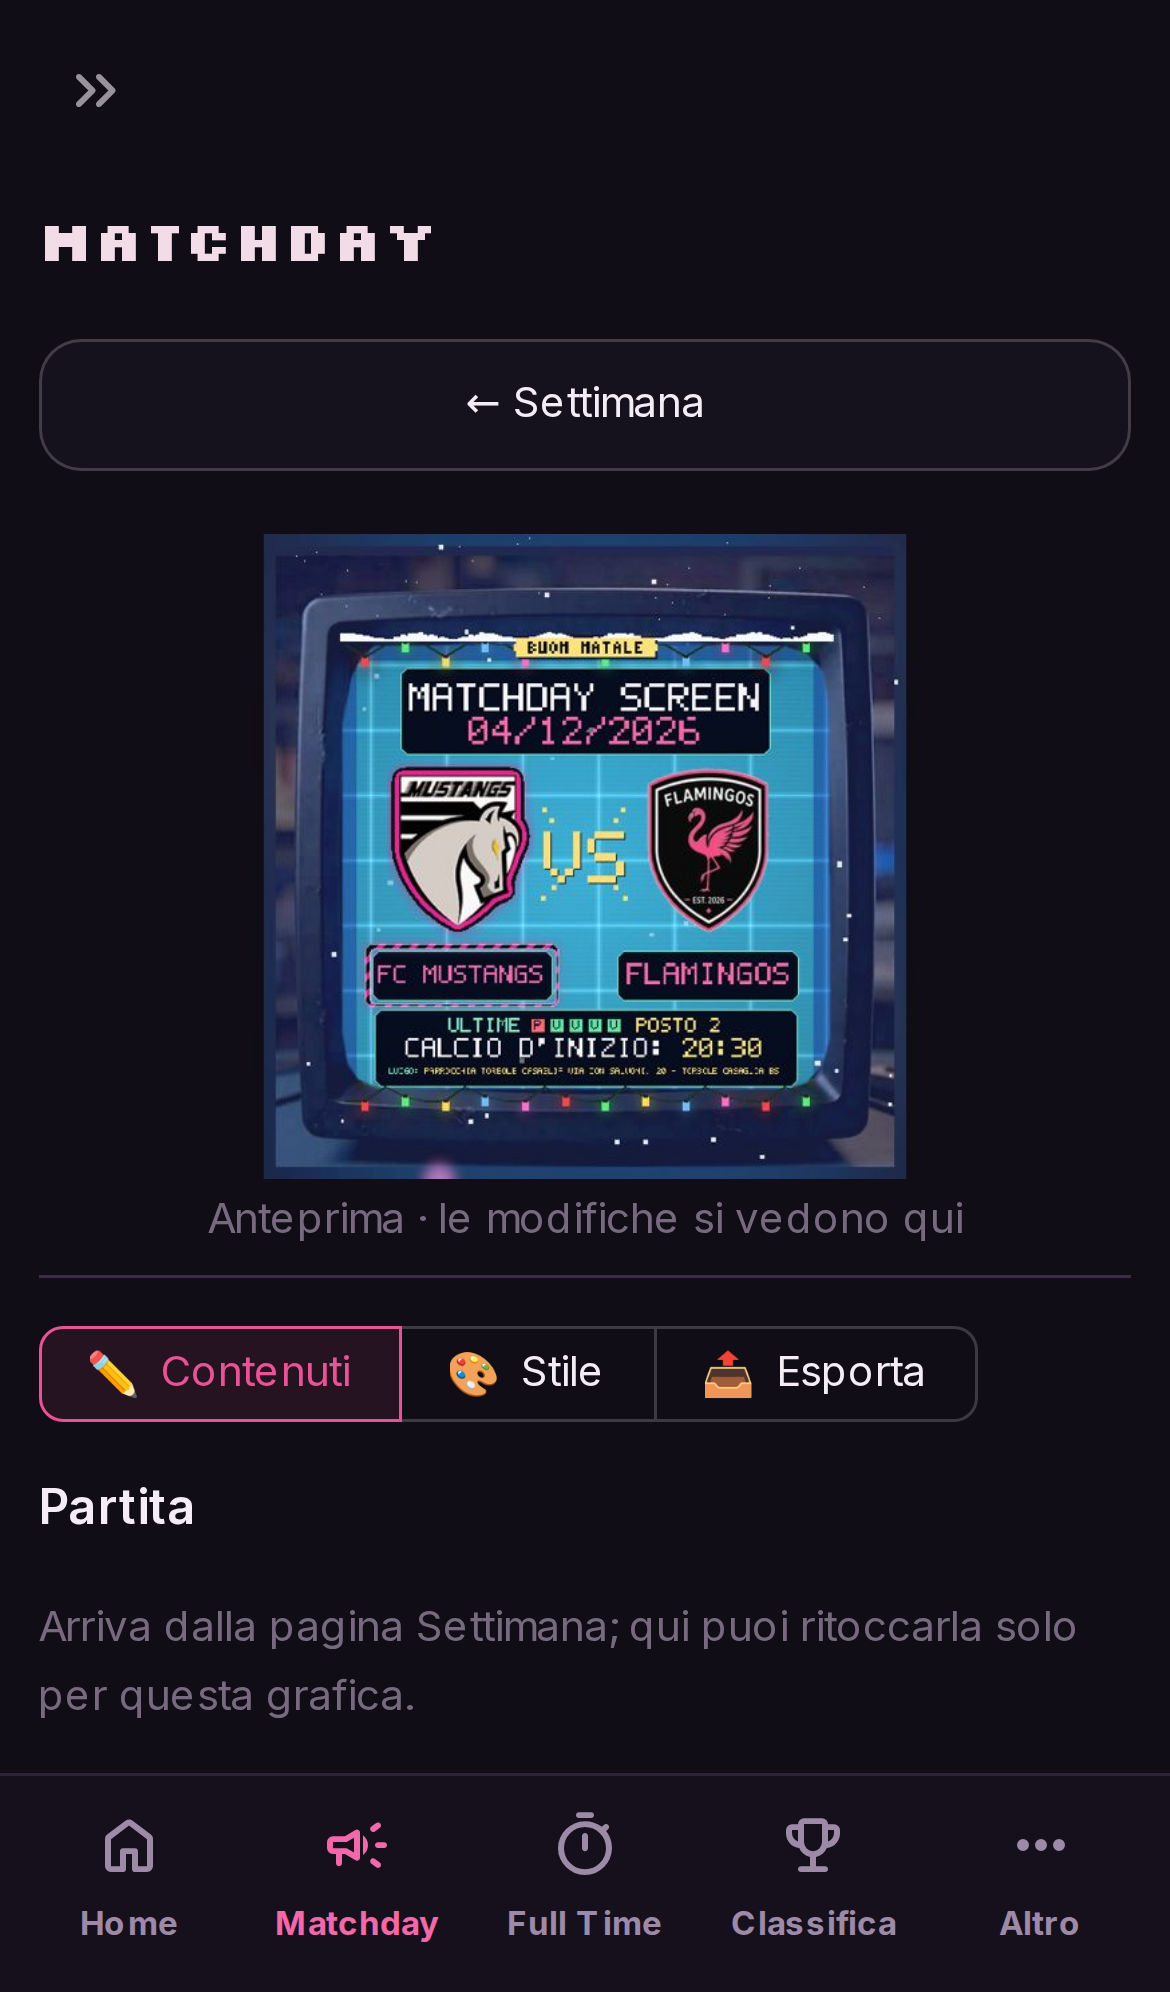 MATCHDAY
← Settimana
BUON NATALE
MATCHDAY SCREEN
04/12/2026
MUSTANGS
FLAMINGOS
EST. 2026
VS
FC MUSTANGS
FLAMINGOS
ULTIME P V V V V POSTO 2
CALCIO D'INIZIO: 20:30
Anteprima · le modifiche si vedono qui
Contenuti
Stile
Esporta
Partita
Arriva dalla pagina Settimana; qui puoi ritoccarla solo
per questa grafica.
Home
Matchday
Full Time
Classifica
Altro